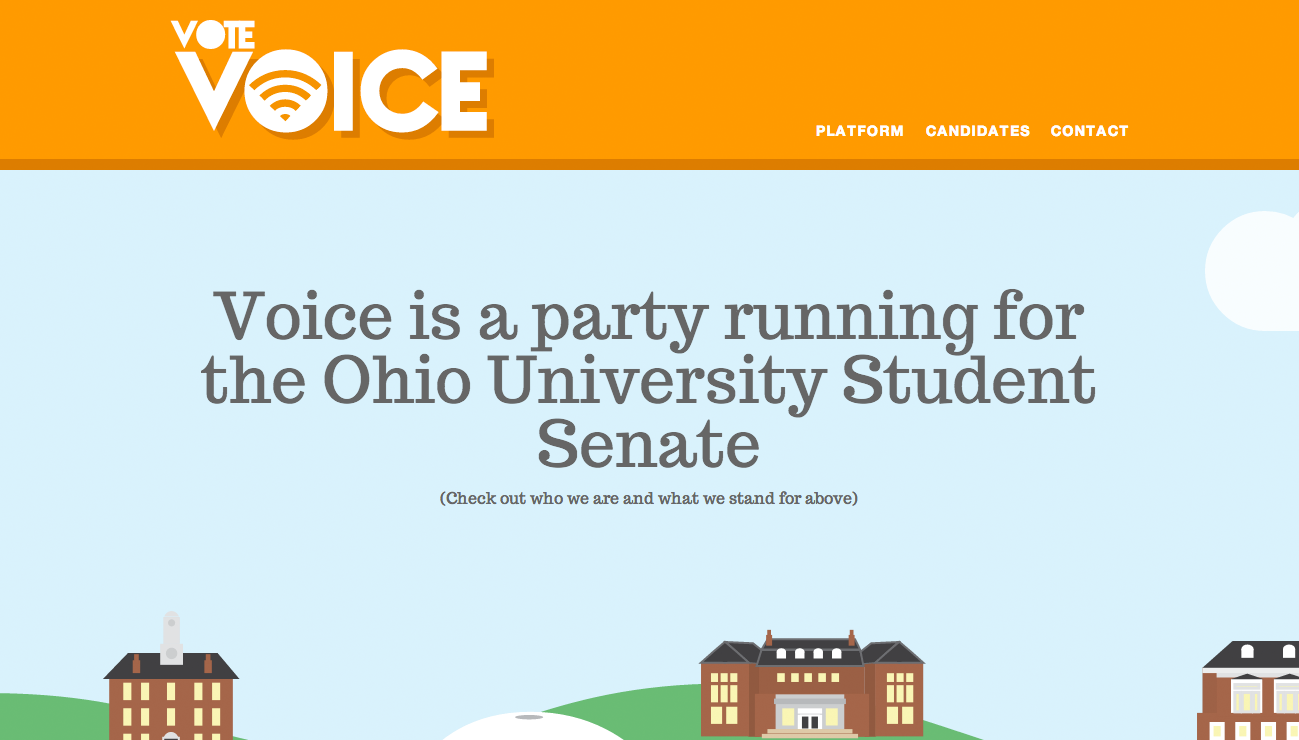 VOTE
VOICE
PLATFORM CANDIDATES CONTACT
Voice is a party running for
the Ohio University Student
Senate
(Check out who we are and what we stand for above)